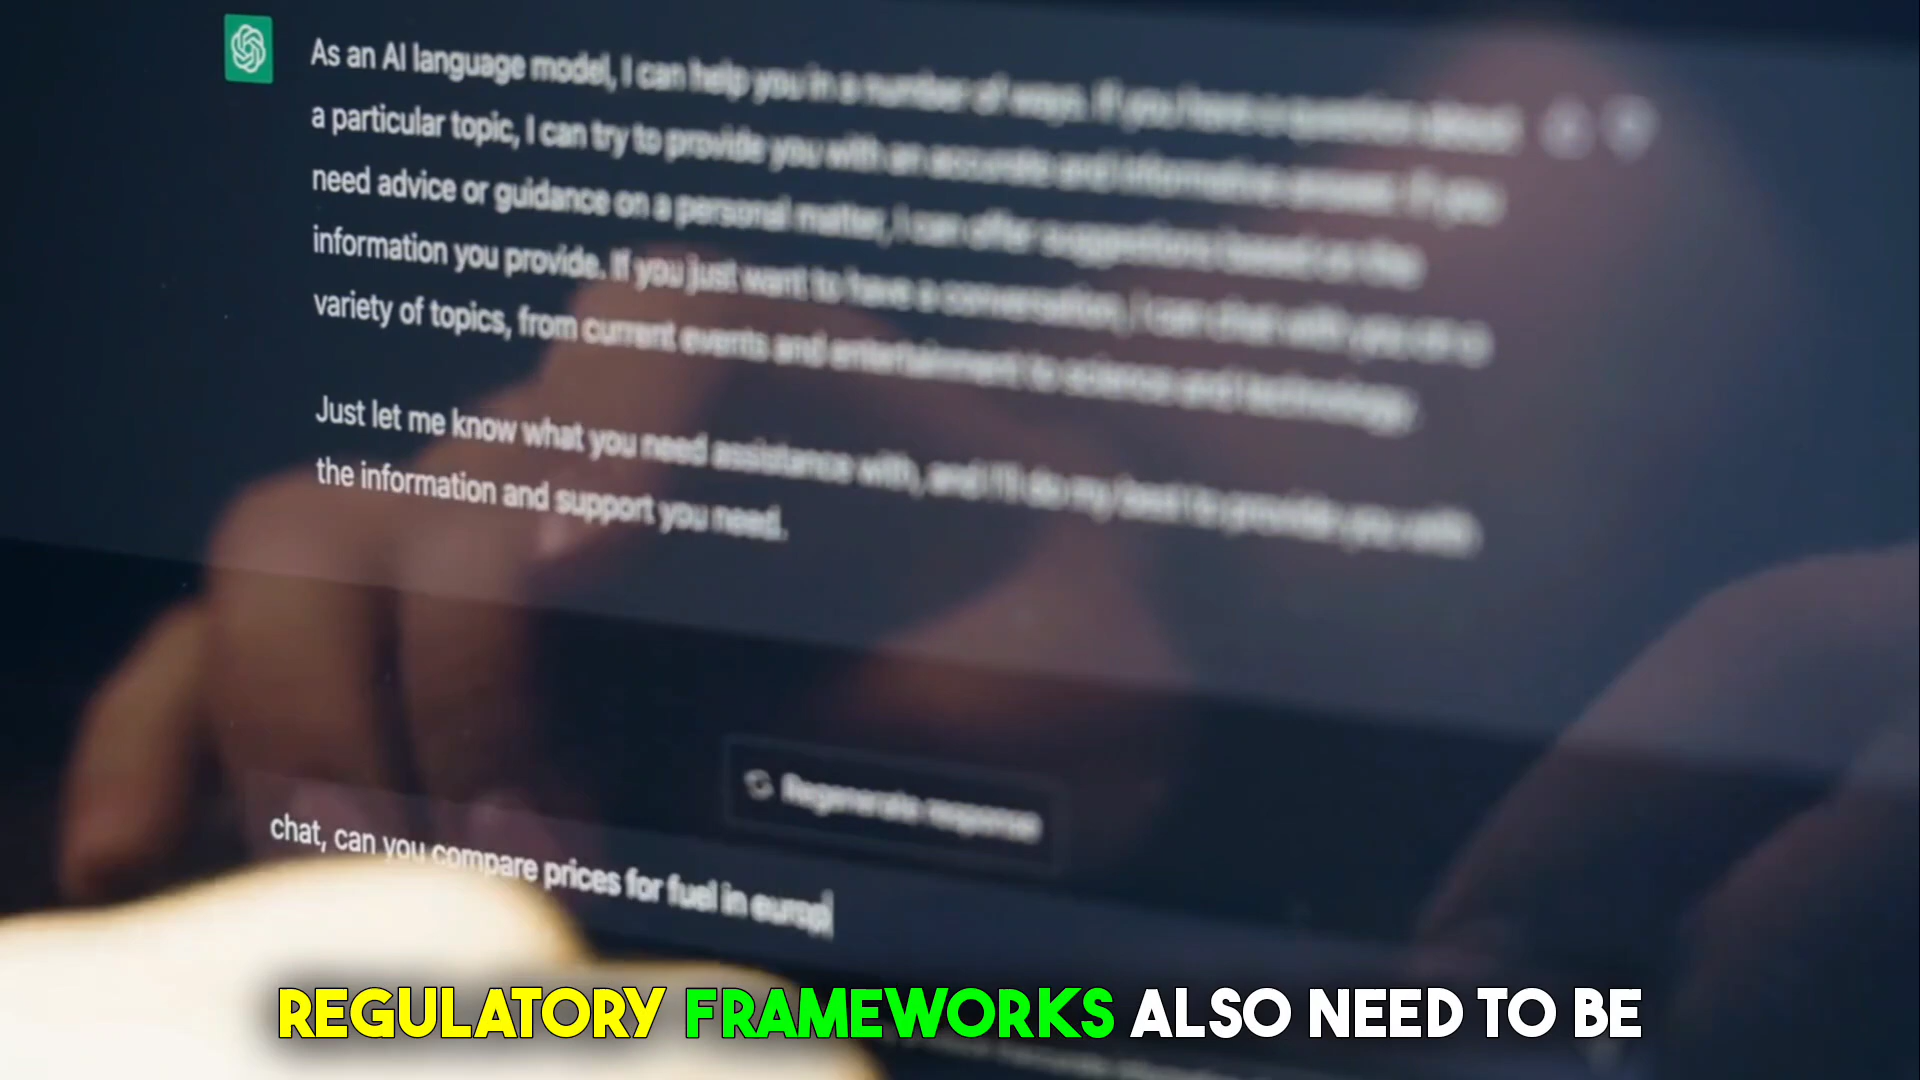 As an AI language model, I can help you in a number of ways. If you have a question about
a particular topic, I can try to provide you with an accurate and informative answer. If you
need advice or guidance on a personal matter, I can offer suggestions based on the
information you provide. If you just want to have a conversation, I can chat with you on a
variety of topics, from current events and entertainment to science and technology.
Just let me know what you need assistance with, and I'll do my best to provide you with
the information and support you need.
Regenerate response
chat, can you compare prices for fuel in europ
REGULATORY FRAMEWORKS ALSO NEED TO BE